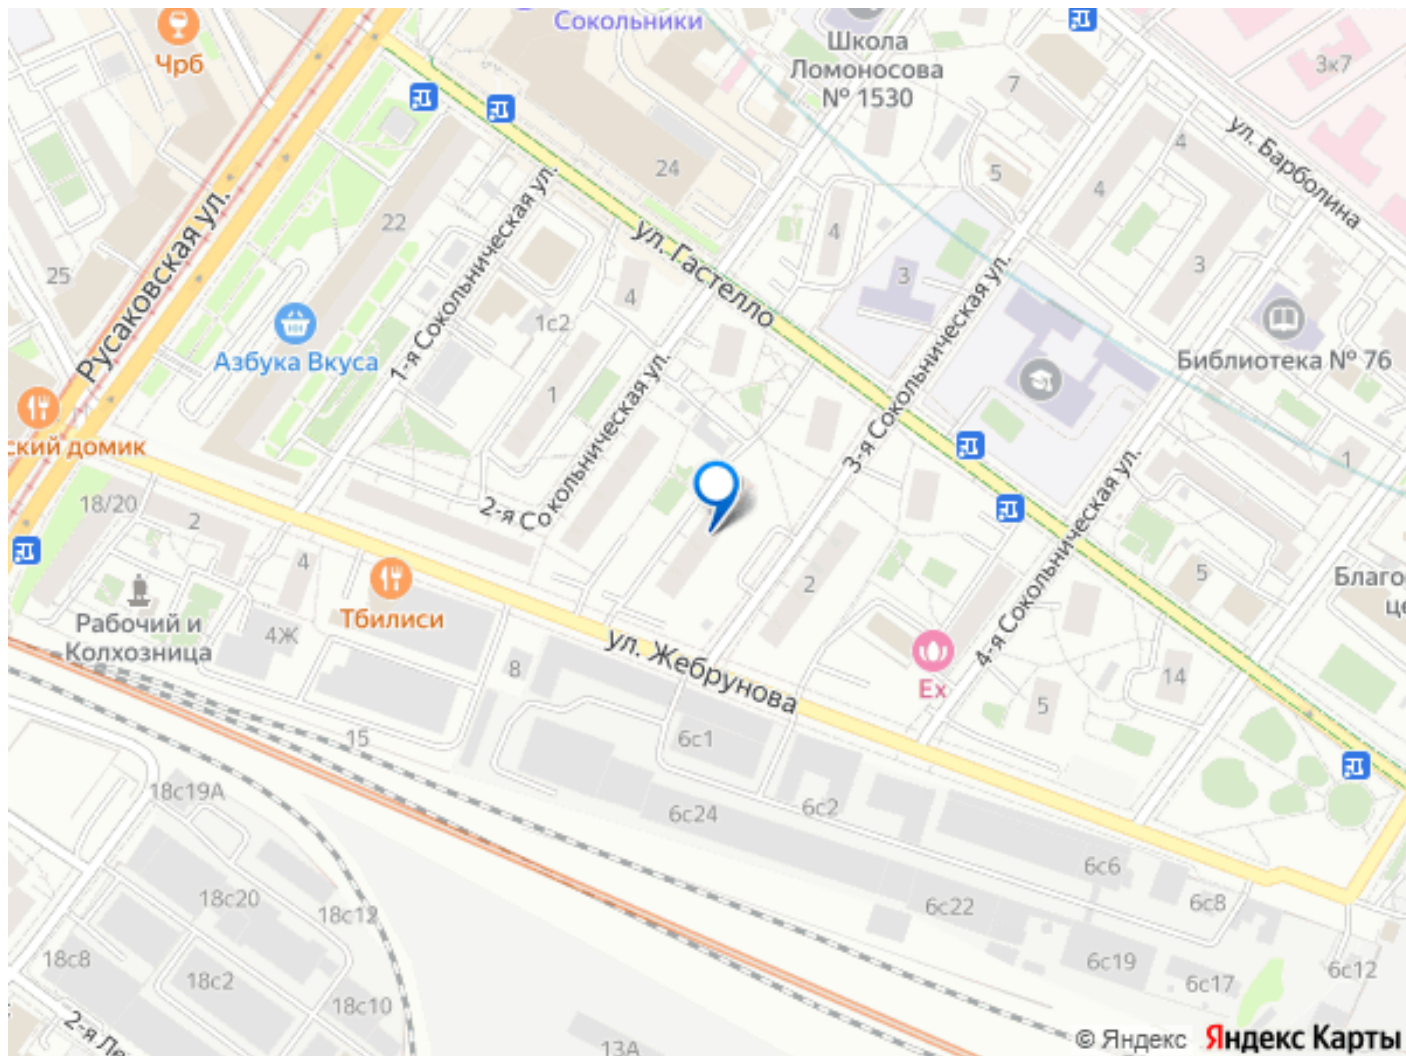 Сокольники
Чрб
Школа
Ломоносова
№ 1530
7
3к7
ул. Барболина
24
5
4
4
22
25
Русаковская ул.
1-я Сокольническая ул.
ул. Гастелло
4
4
3
3
1с2
Азбука Вкуса
Библиотека № 76
1
3-я Сокольническая ул.
2-я Сокольническая ул.
ский домик
1
18/20
2
4-я Сокольническая ул.
4
2
5
Благо
це
Тбилиси
Рабочий и
Колхозница
4Ж
ул. Жебрунова
8
Ex
14
5
15
6с1
18с19А
6с24
6с2
6с6
18с20
18с12
6с22
6с8
18с8
18с2
6с19
6с17
6с12
18с10
2-я Ле
13А
© Яндекс Яндекс Карты